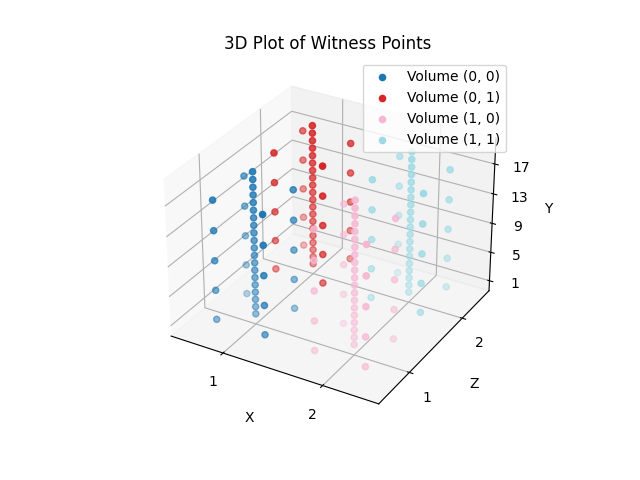 3D Plot of Witness Points
Volume (0, 0)
Volume (0, 1)
Volume (1, 0)
Volume (1, 1)
17
13
9
5
1
Y
2
1
Z
1
2
X